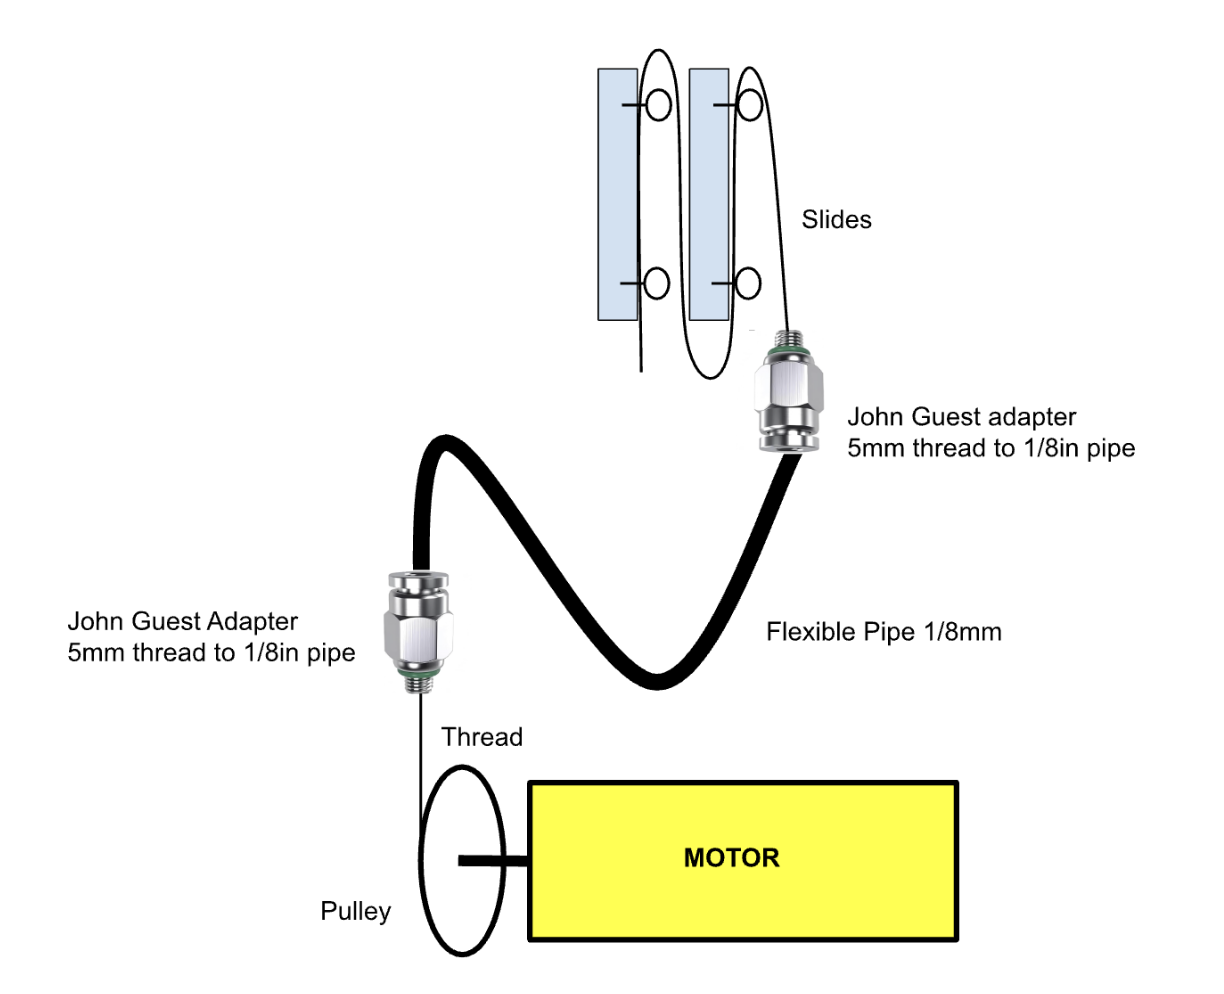 Slides
John Guest adapter
5mm thread to 1/8in pipe
John Guest Adapter
5mm thread to 1/8in pipe
Flexible Pipe 1/8mm
Thread
MOTOR
Pulley